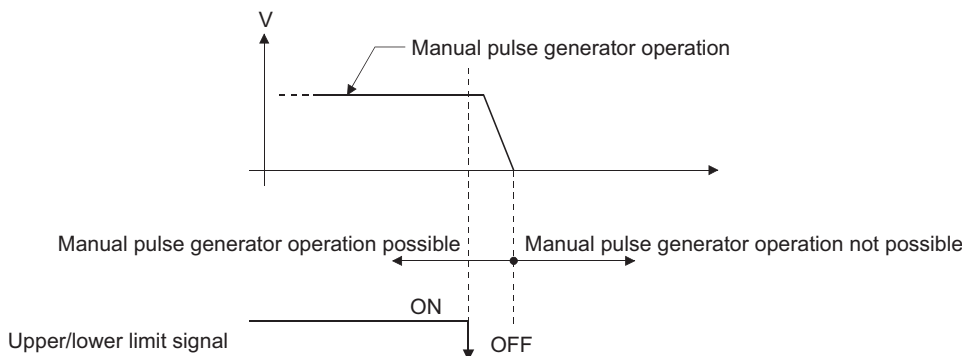 V
Manual pulse generator operation
Manual pulse generator operation possible
Manual pulse generator operation not possible
ON
Upper/lower limit signal
OFF